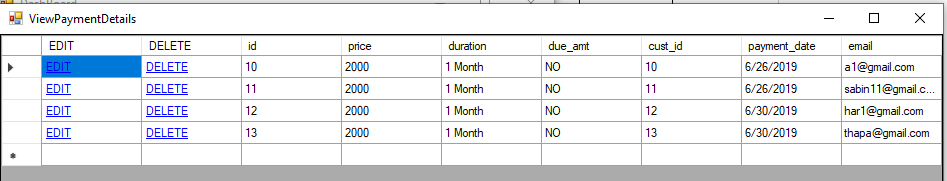 ViewPaymentDetails
EDIT DELETE id price duration due_amt cust_id payment_date email
EDIT DELETE 10 2000 1 Month NO 10 6/26/2019 a1@gmail.com
EDIT DELETE 11 2000 1 Month NO 11 6/26/2019 sabin11@gmail.c...
EDIT DELETE 12 2000 1 Month NO 12 6/30/2019 har1@gmail.com
EDIT DELETE 13 2000 1 Month NO 13 6/30/2019 thapa@gmail.com